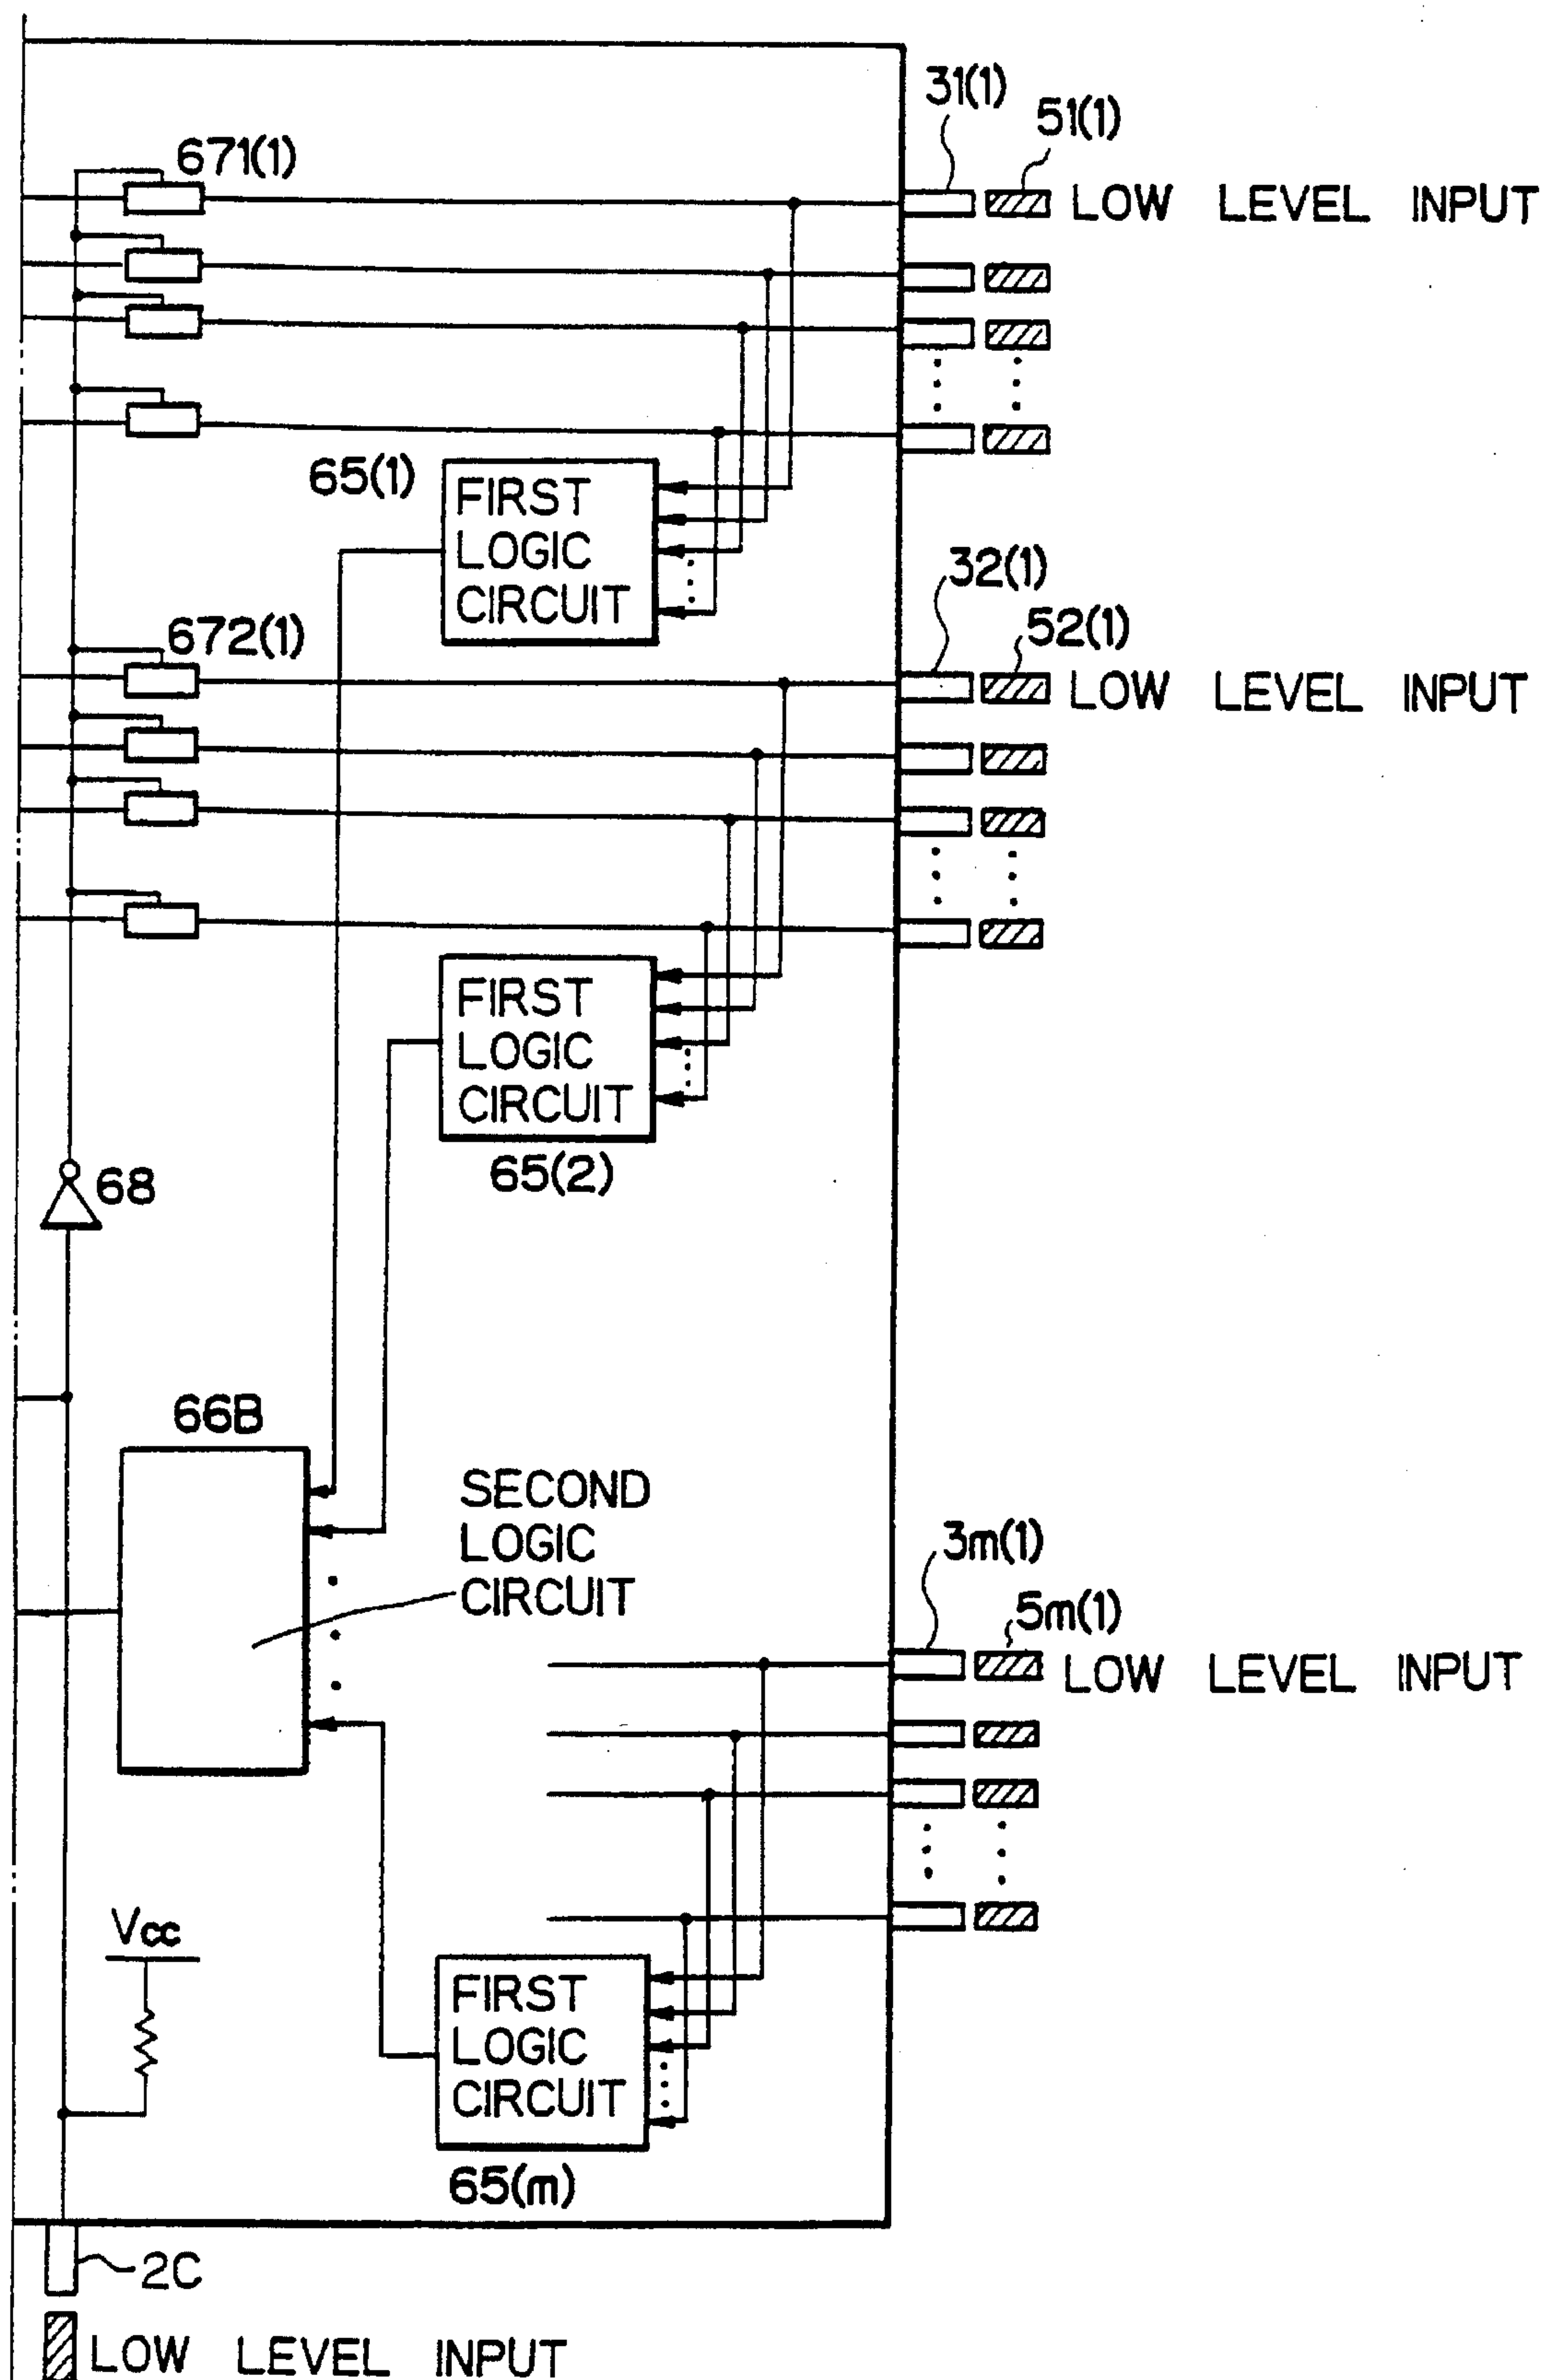 31(1)
51(1)
671(1)
LOW LEVEL INPUT
65(1)
FIRST
LOGIC
CIRCUIT
32(1)
52(1)
672(1)
LOW LEVEL INPUT
FIRST
LOGIC
CIRCUIT
65(2)
68
66B
SECOND
LOGIC
CIRCUIT
3m(1)
5m(1)
LOW LEVEL INPUT
Vcc
FIRST
LOGIC
CIRCUIT
65(m)
2C
LOW LEVEL INPUT